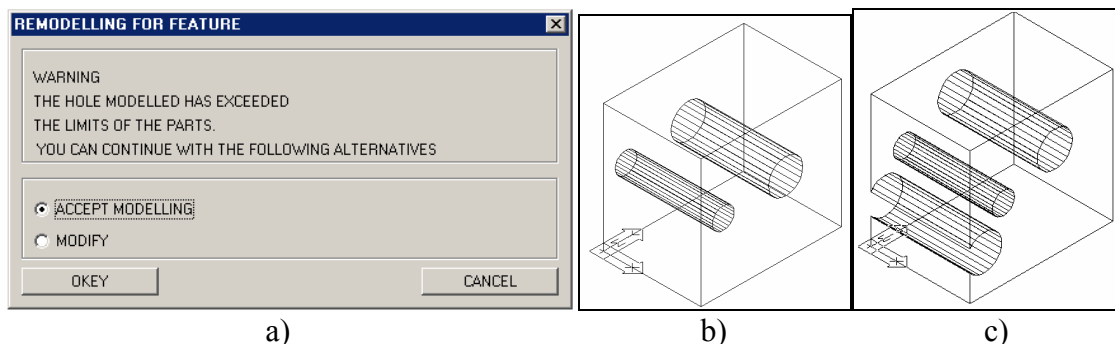 REMODELLING FOR FEATURE
WARNING
THE HOLE MODELLED HAS EXCEEDED
THE LIMITS OF THE PARTS.
YOU CAN CONTINUE WITH THE FOLLOWING ALTERNATIVES
ACCEPT MODELLING
MODIFY
OKEY
CANCEL
a)
b)
c)